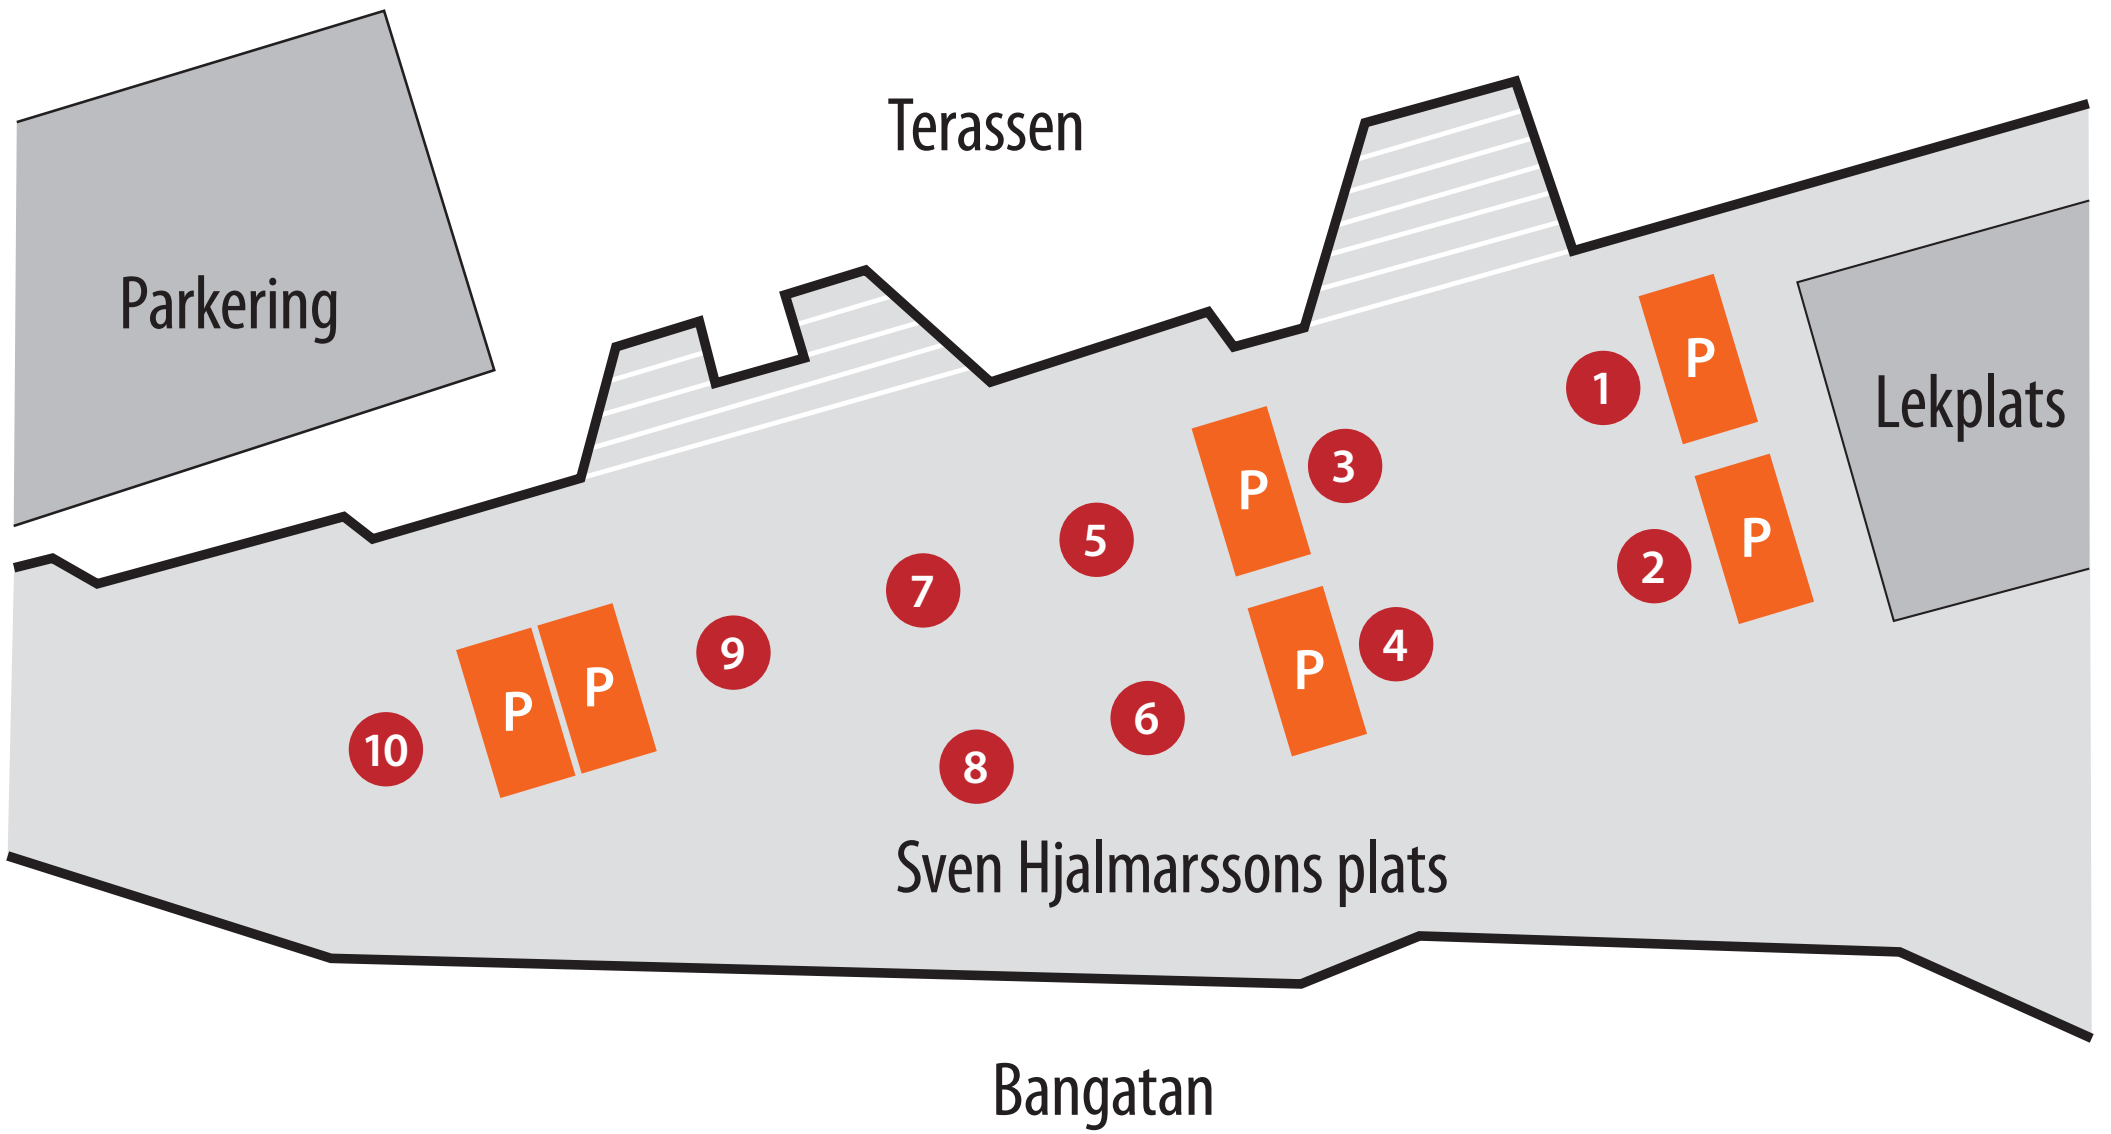 Terassen
Parkering
P
1
Lekplats
3
P
5
P
2
7
4
9
P
P
P
6
10
8
Sven Hjalmarssons plats
Bangatan